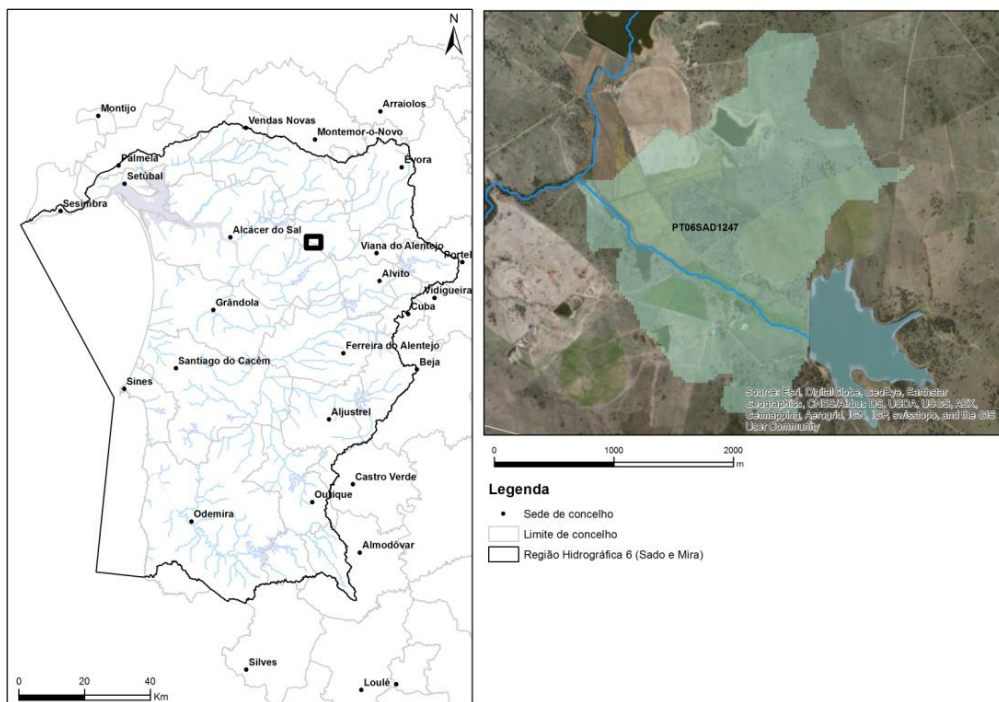 N
Montijo
Arraiolos
Vendas Novas
Montemor-o-Novo
Palmela
Évora
Setúbal
Sesimbra
Alcácer do Sal
Viana do Alentejo
Portel
Alvito
Vidigueira
Cuba
Grândola
Ferreira do Alentejo
Santiago do Cacém
Beja
Sines
Aljustrel
Castro Verde
Ourique
Odemira
Almodôvar
Silves
Loulé
0 20 40
Km
PT06SAD1247
Source: Esri, DigitalGlobe, GeoEye, Earthstar
Geographics, CNES/Airbus DS, USDA, USGS, AEX,
Getmapping, Aerogrid, IGN, IGP, swisstopo, and the GIS
User Community
0 1000 2000
m
Legenda
Sede de concelho
Limite de concelho
Região Hidrográfica 6 (Sado e Mira)